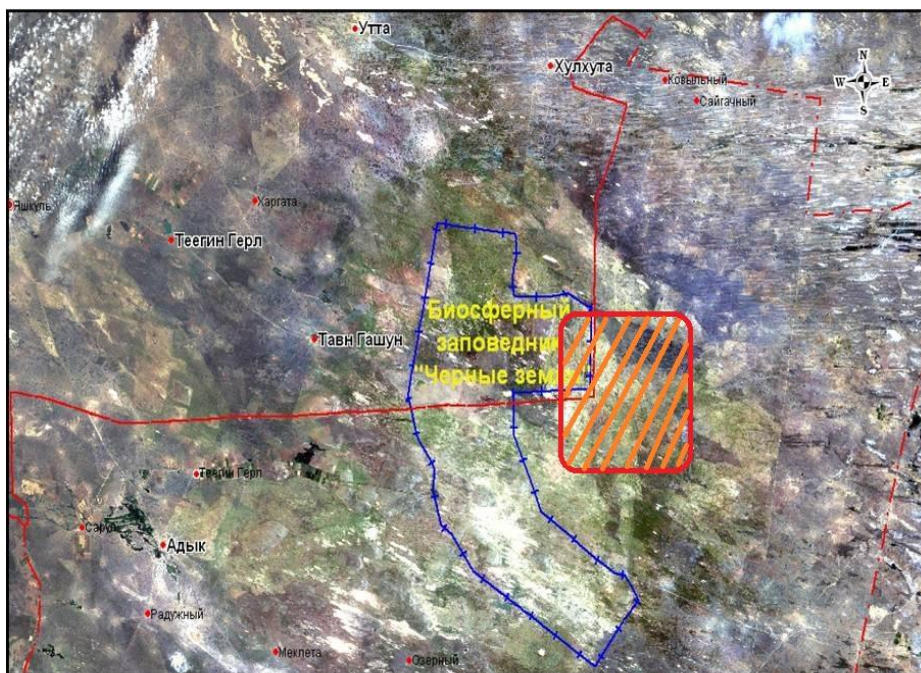 Утта
Хулхута
Ковыльный
Сайгачный
N
W E
S
Яшкуль
Харгата
Теегин Герл
Тавн Гашун
Биосферный
заповедник
"Черные
Теегин Герл
Адык
Радужный
Меклета
Озерный